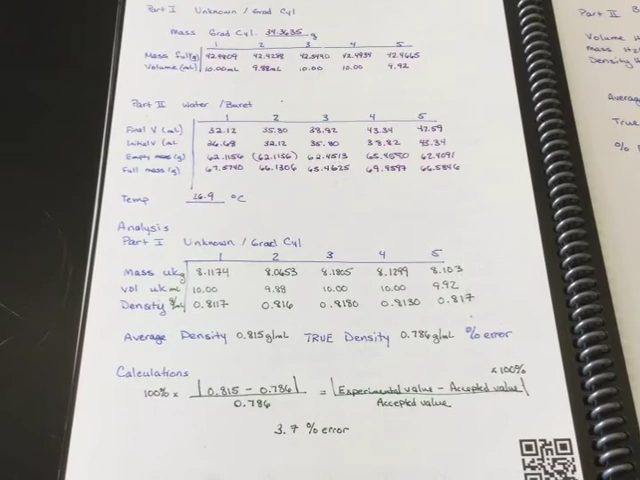 Part I Unknown / Grad Cyl
Part II
Mass Grad Cyl. 34.3635 g
Volume
Mass
Density
1 2 3 4 5
Mass full(g) 42.4809 42.4288 42.5440 42.4934 42.4665
Volume(mL) 10.00mL 9.88mL 10.00 10.00 9.92
Average
True
Part II Water / Buret
1 2 3 4 5
Final V (mL) 32.12 35.80 38.82 43.34 47.59
Initial V (mL) 26.68 32.12 35.80 38.82 43.34
Empty mass (g) 62.1156 (62.1156) 62.4513 62.8091
Full mass (g) 67.5740 66.1306 65.4625 69.4597 66.5846
Temp 26.9 °C
Analysis
Part I Unknown / Grad Cyl
1 2 3 4 5
Mass uk g 8.1174 8.0653 8.1805 8.1299 8.103
Vol uk mL 10.00 9.88 10.00 10.00 9.92
Density g/mL 0.8117 0.816 0.8180 0.8130 0.817
Average Density 0.815g/mL TRUE Density 0.786g/mL % error
Calculations
100% x |0.815 - 0.786| / 0.786 = |Experimental value - Accepted value| / Accepted value x 100%
3.7 % error